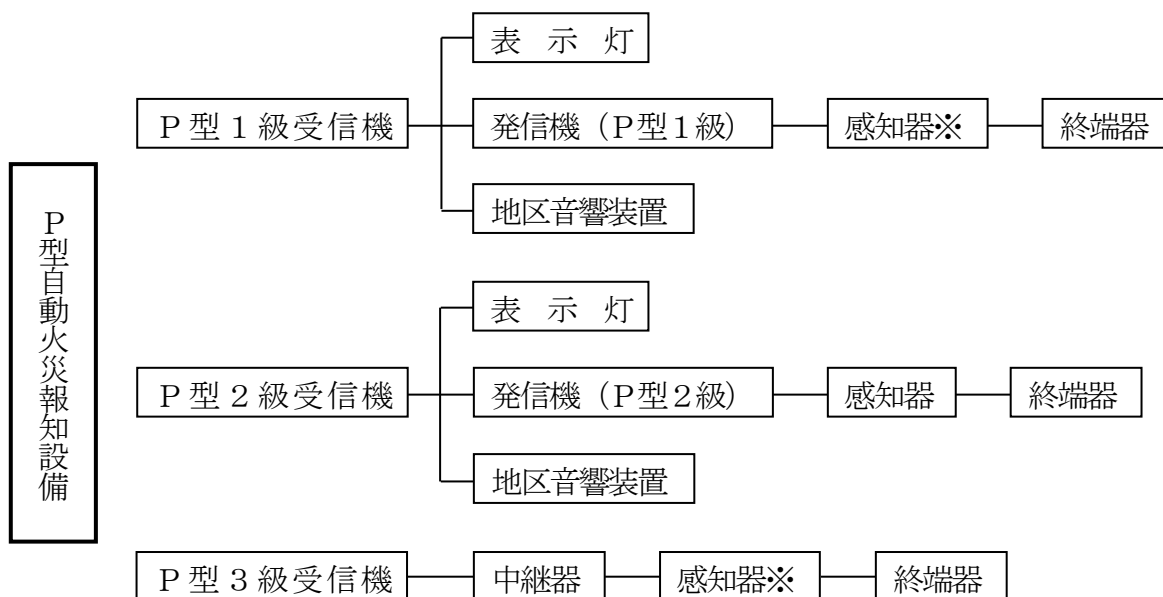 P型自動火災報知設備
表 示 灯
P型1級受信機
発信機(P型1級)
感知器※
終端器
地区音響装置
表 示 灯
P型2級受信機
発信機(P型2級)
感知器
終端器
地区音響装置
P型3級受信機
中継器
感知器※
終端器